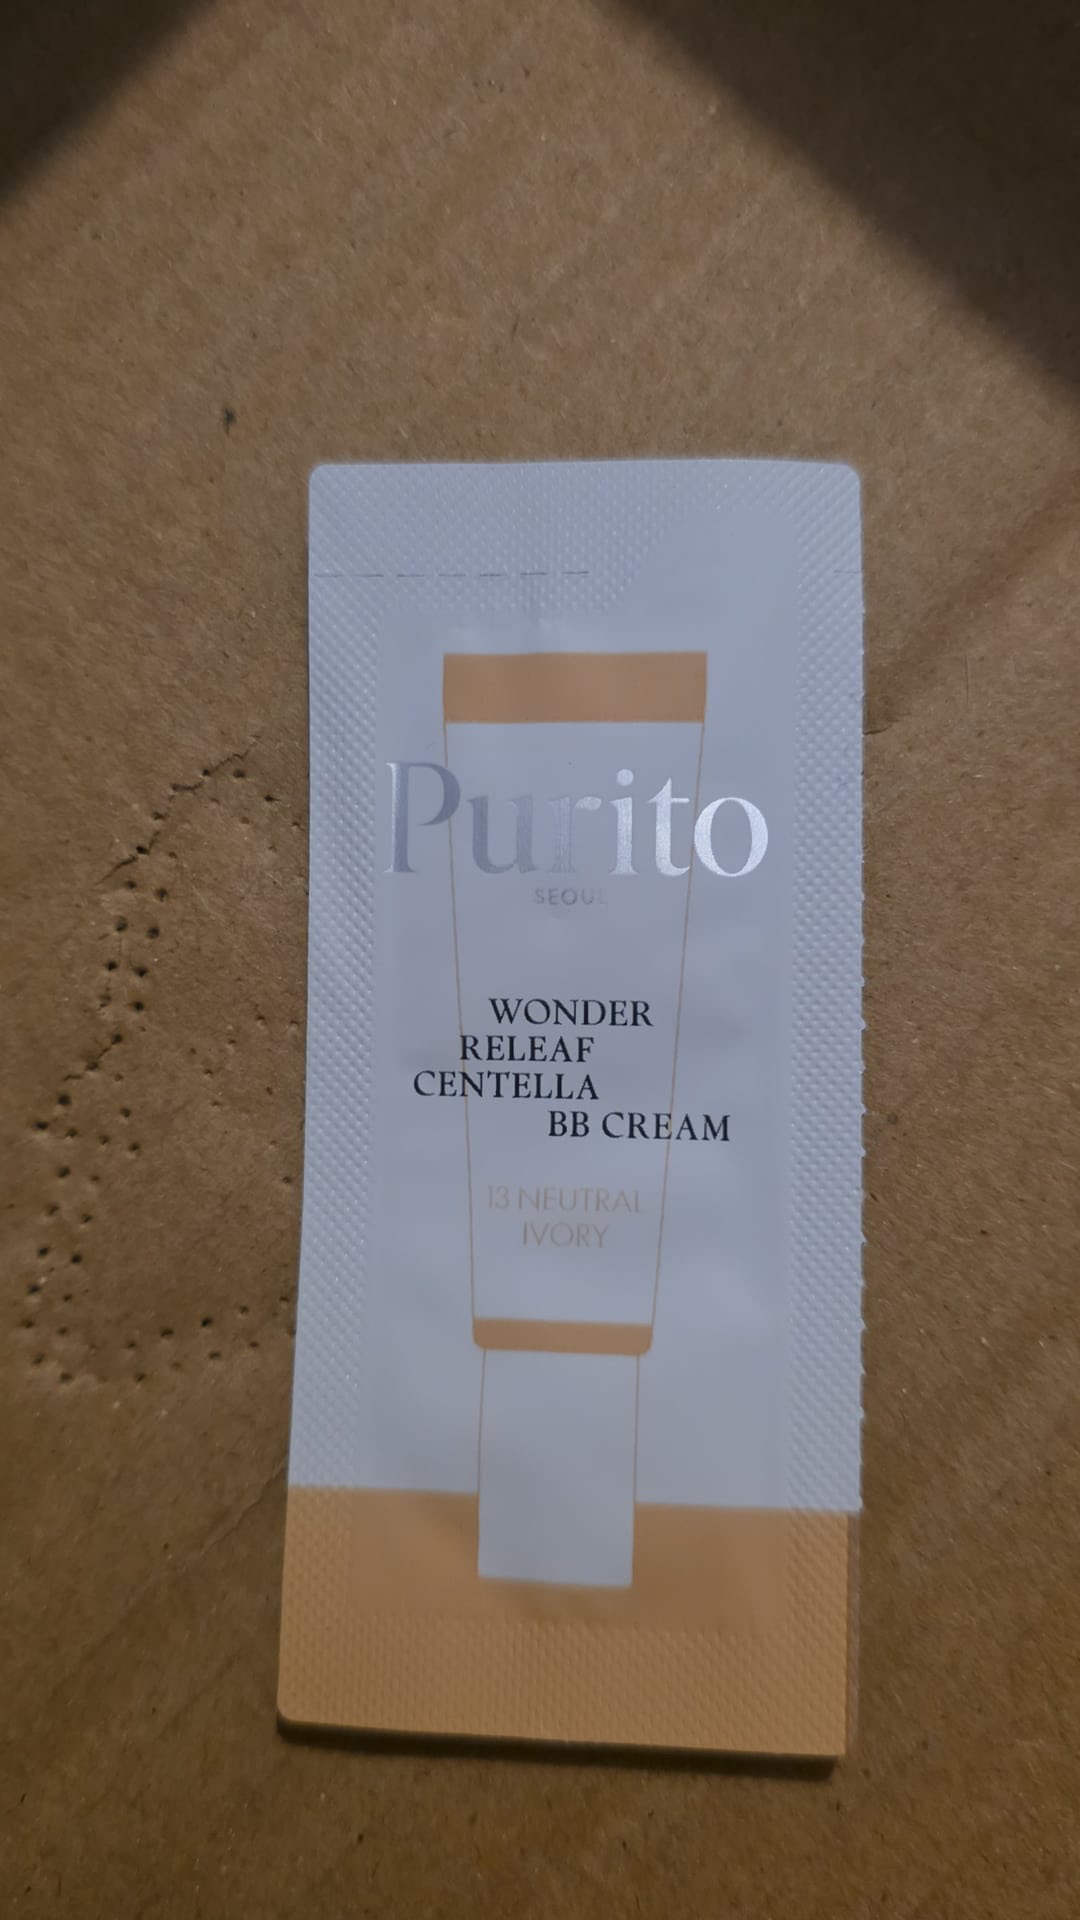 Purito
SEOUL
WONDER
RELEAF
CENTELLA
BB CREAM
13 NEUTRAL
IVORY